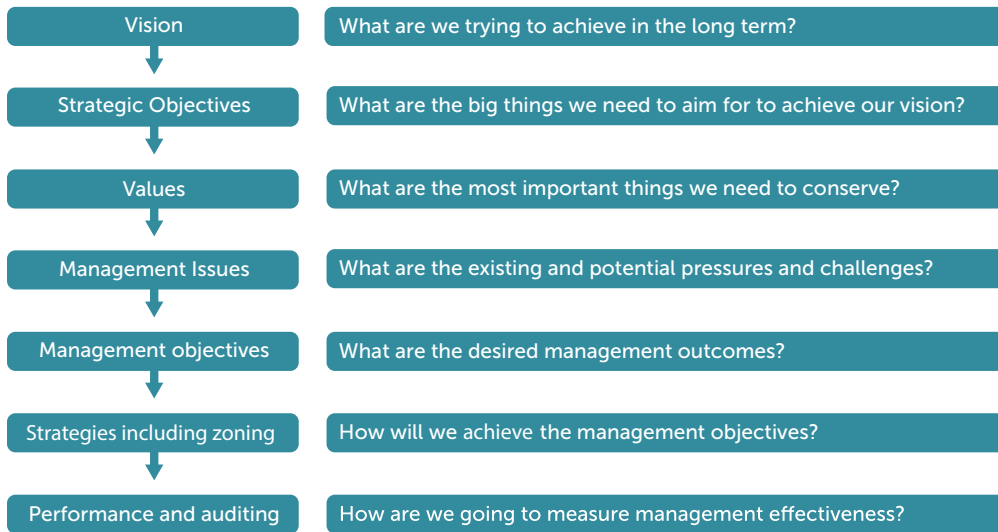 Vision
What are we trying to achieve in the long term?
Strategic Objectives
What are the big things we need to aim for to achieve our vision?
Values
What are the most important things we need to conserve?
Management Issues
What are the existing and potential pressures and challenges?
Management objectives
What are the desired management outcomes?
Strategies including zoning
How will we achieve the management objectives?
Performance and auditing
How are we going to measure management effectiveness?